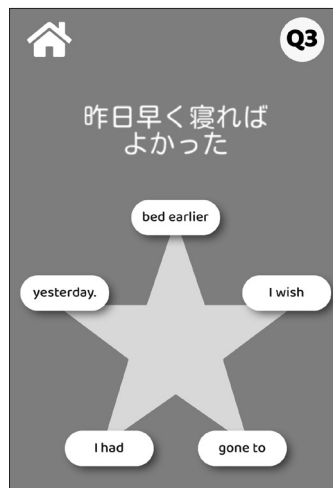 Q3
昨日早く寝れば
よかった
bed earlier
yesterday.
I wish
I had
gone to